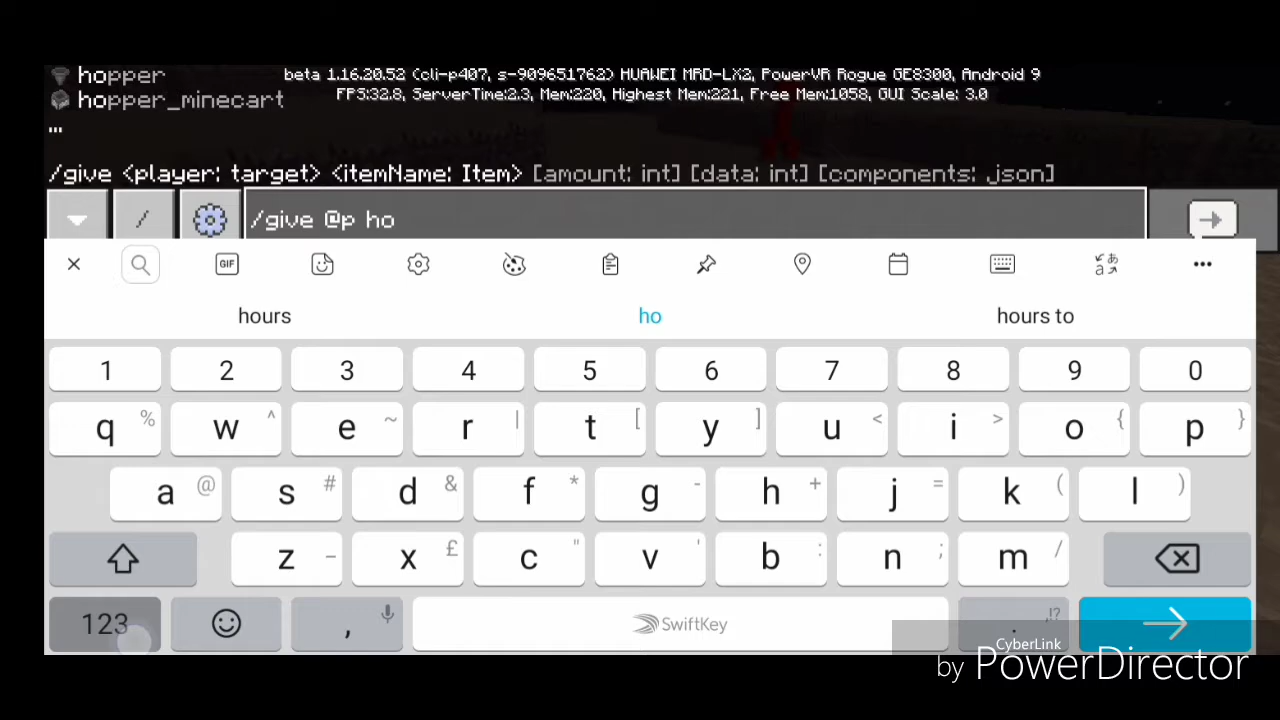 hopper
beta 1.16.20.52 (cli-p407, s-909651762) HUAWEI MRD-LX2, PowerVR Rogue GE8300, Android 9
hopper_minecart
FPS:32.8, ServerTime:2.3, Mem:220, Highest Mem:221, Free Mem:1058, GUI Scale: 3.0
...
/give <player: target> <itemName: Item> [amount: int] [data: int] [components: json]
/ /give @p ho
GIF
hours ho hours to
1 2 3 4 5 6 7 8 9 0
q % w ^ e ~ r | t [ y ] u < i > o { p }
a @ s # d & f * g - h + j = k ( l )
z _ x £ c " v ' b : n ; m /
123 , SwiftKey . ,!?
CyberLink
by PowerDirector